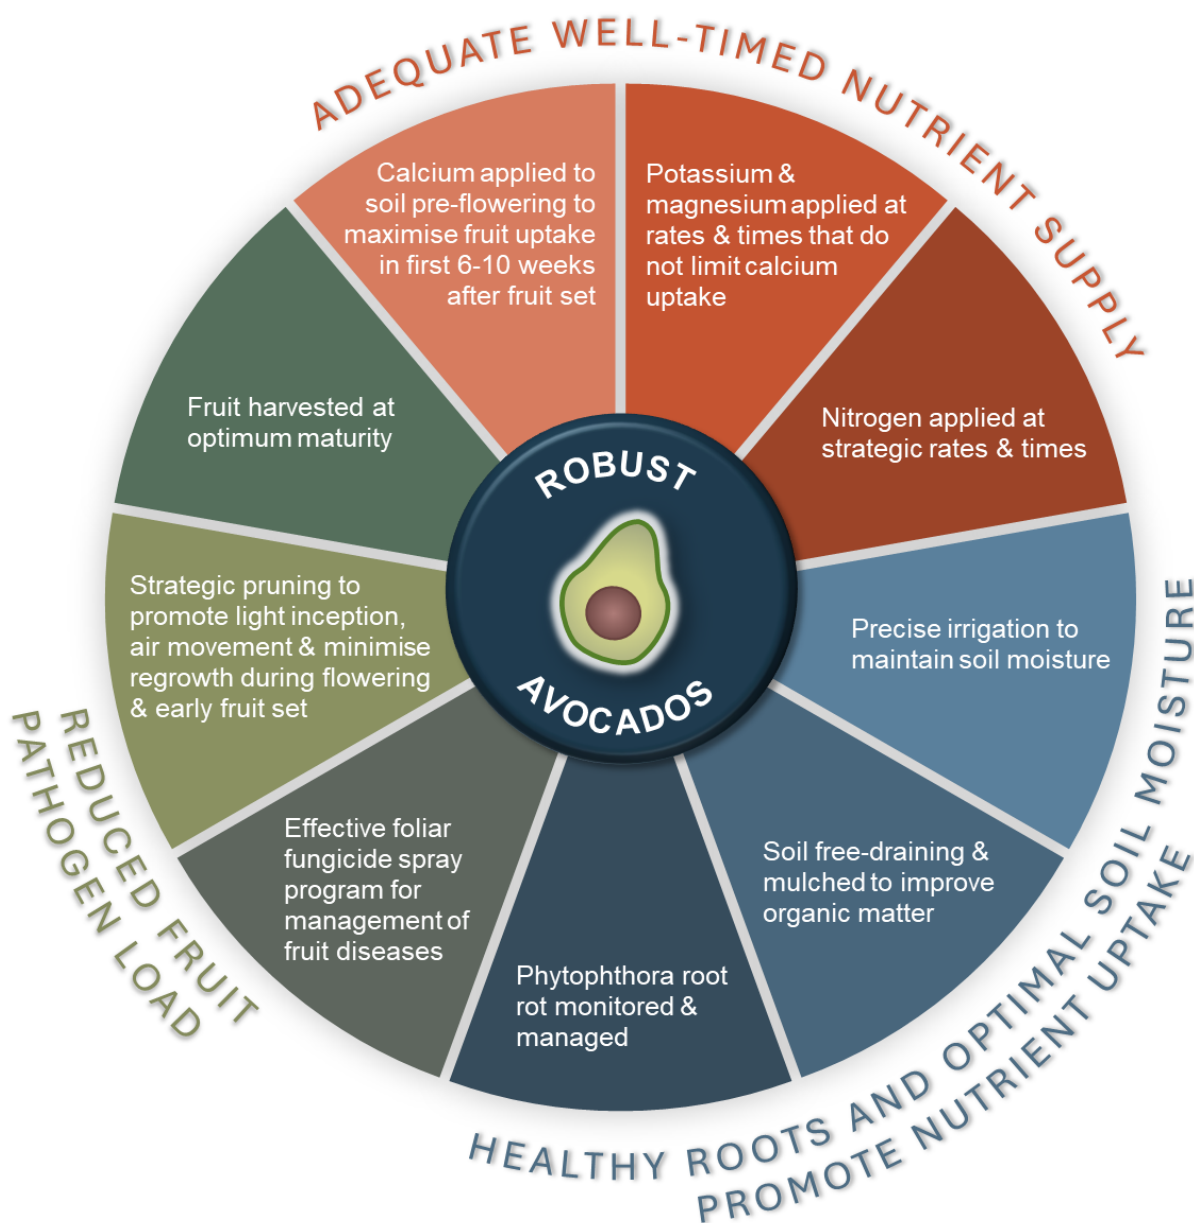 ADEQUATE WELL-TIMED NUTRIENT SUPPLY
Calcium applied to
soil pre-flowering to
maximise fruit uptake
in first 6-10 weeks
after fruit set
Potassium &
magnesium applied at
rates & times that do
not limit calcium
uptake
Nitrogen applied at
strategic rates & times
Precise irrigation to
maintain soil moisture
Soil free-draining &
mulched to improve
organic matter
Phytophthora root
rot monitored &
managed
Effective foliar
fungicide spray
program for
management of
fruit diseases
Strategic pruning to
promote light inception,
air movement & minimise
regrowth during flowering
& early fruit set
Fruit harvested at
optimum maturity
ROBUST
AVOCADOS
HEALTHY ROOTS AND OPTIMAL SOIL MOISTURE
PROMOTE NUTRIENT UPTAKE
REDUCED FRUIT
PATHOGEN LOAD